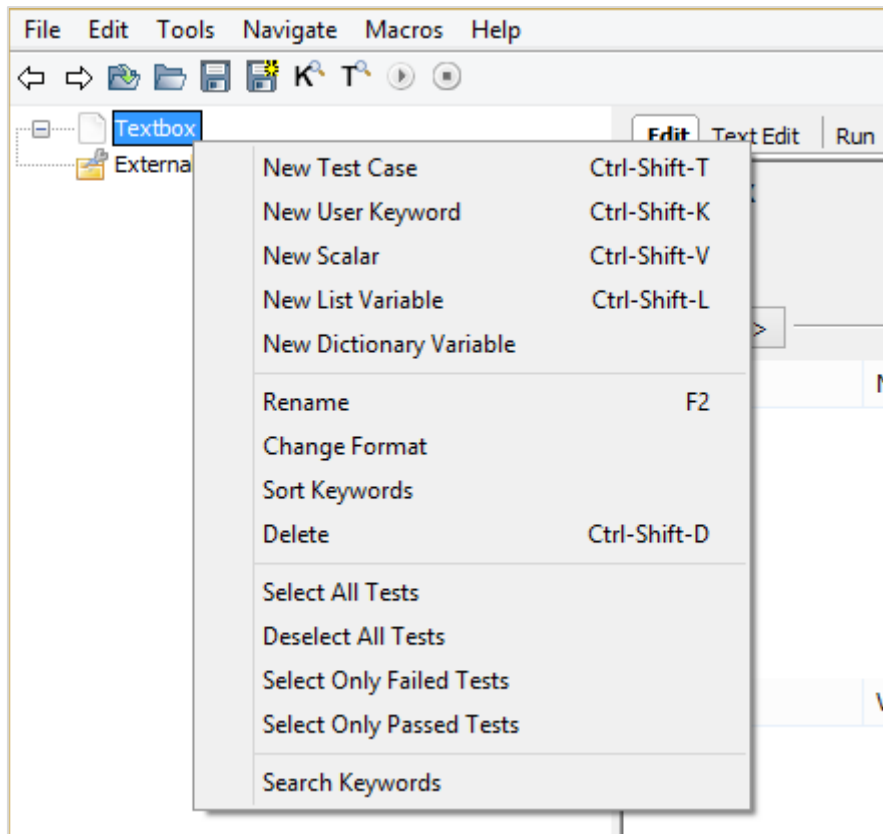 File Edit Tools Navigate Macros Help
K T
Textbox
Edit Text Edit Run
Externa
New Test Case Ctrl-Shift-T
New User Keyword Ctrl-Shift-K
New Scalar Ctrl-Shift-V
New List Variable Ctrl-Shift-L
New Dictionary Variable
>
Rename F2
Change Format
Sort Keywords
Delete Ctrl-Shift-D
Select All Tests
Deselect All Tests
Select Only Failed Tests
Select Only Passed Tests
Search Keywords